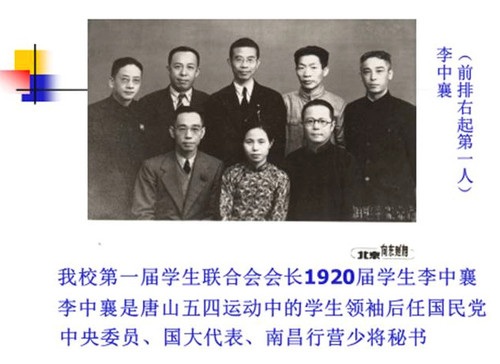 李中襄
（前排右起第一人）
北京
我校第一届学生联合会会长1920届学生李中襄
李中襄是唐山五四运动中的学生领袖后任国民党
中央委员、国大代表、南昌行营少将秘书